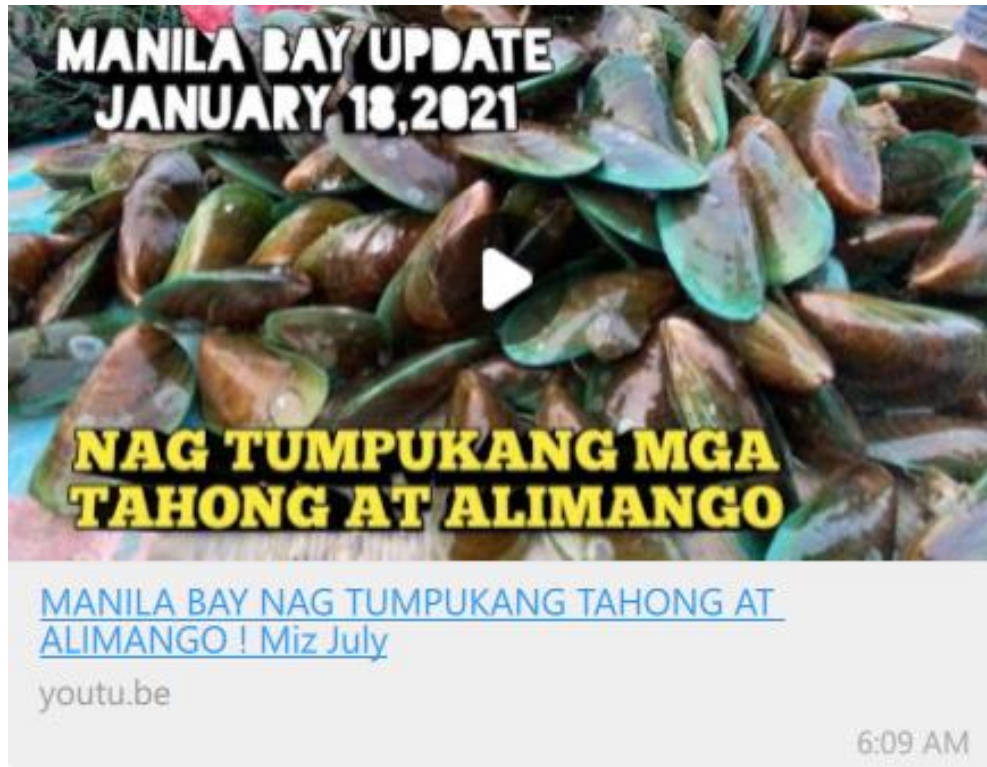 MANILA BAY UPDATE
JANUARY 18,2021
NAG TUMPUKANG MGA
TAHONG AT ALIMANGO
MANILA BAY NAG TUMPUKANG TAHONG AT
ALIMANGO ! Miz July
youtu.be
6:09 AM